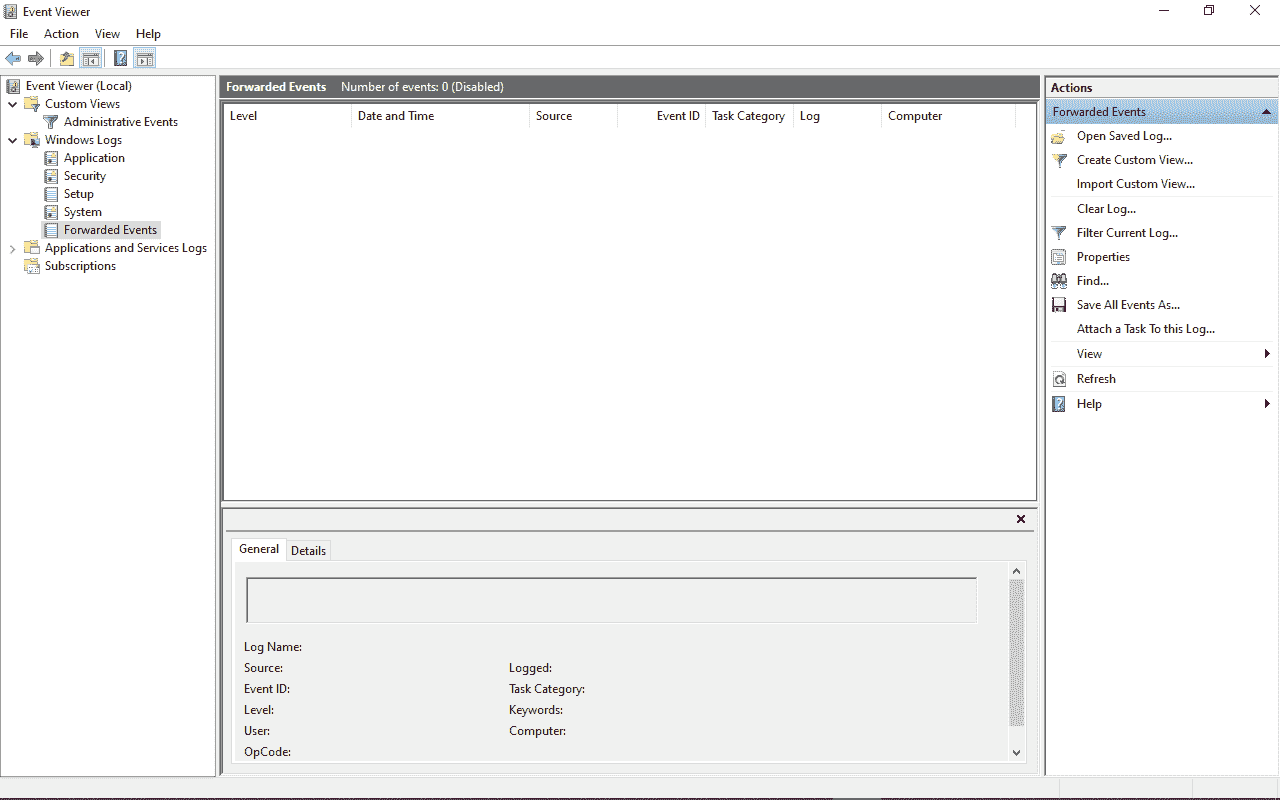 Event Viewer
File Action View Help
Event Viewer (Local)
Custom Views
Administrative Events
Windows Logs
Application
Security
Setup
System
Forwarded Events
Applications and Services Logs
Subscriptions
Forwarded Events Number of events: 0 (Disabled)
Level Date and Time Source Event ID Task Category Log Computer
General Details
Log Name:
Source: Logged:
Event ID: Task Category:
Level: Keywords:
User: Computer:
OpCode:
Actions
Forwarded Events
Open Saved Log...
Create Custom View...
Import Custom View...
Clear Log...
Filter Current Log...
Properties
Find...
Save All Events As...
Attach a Task To this Log...
View
Refresh
Help